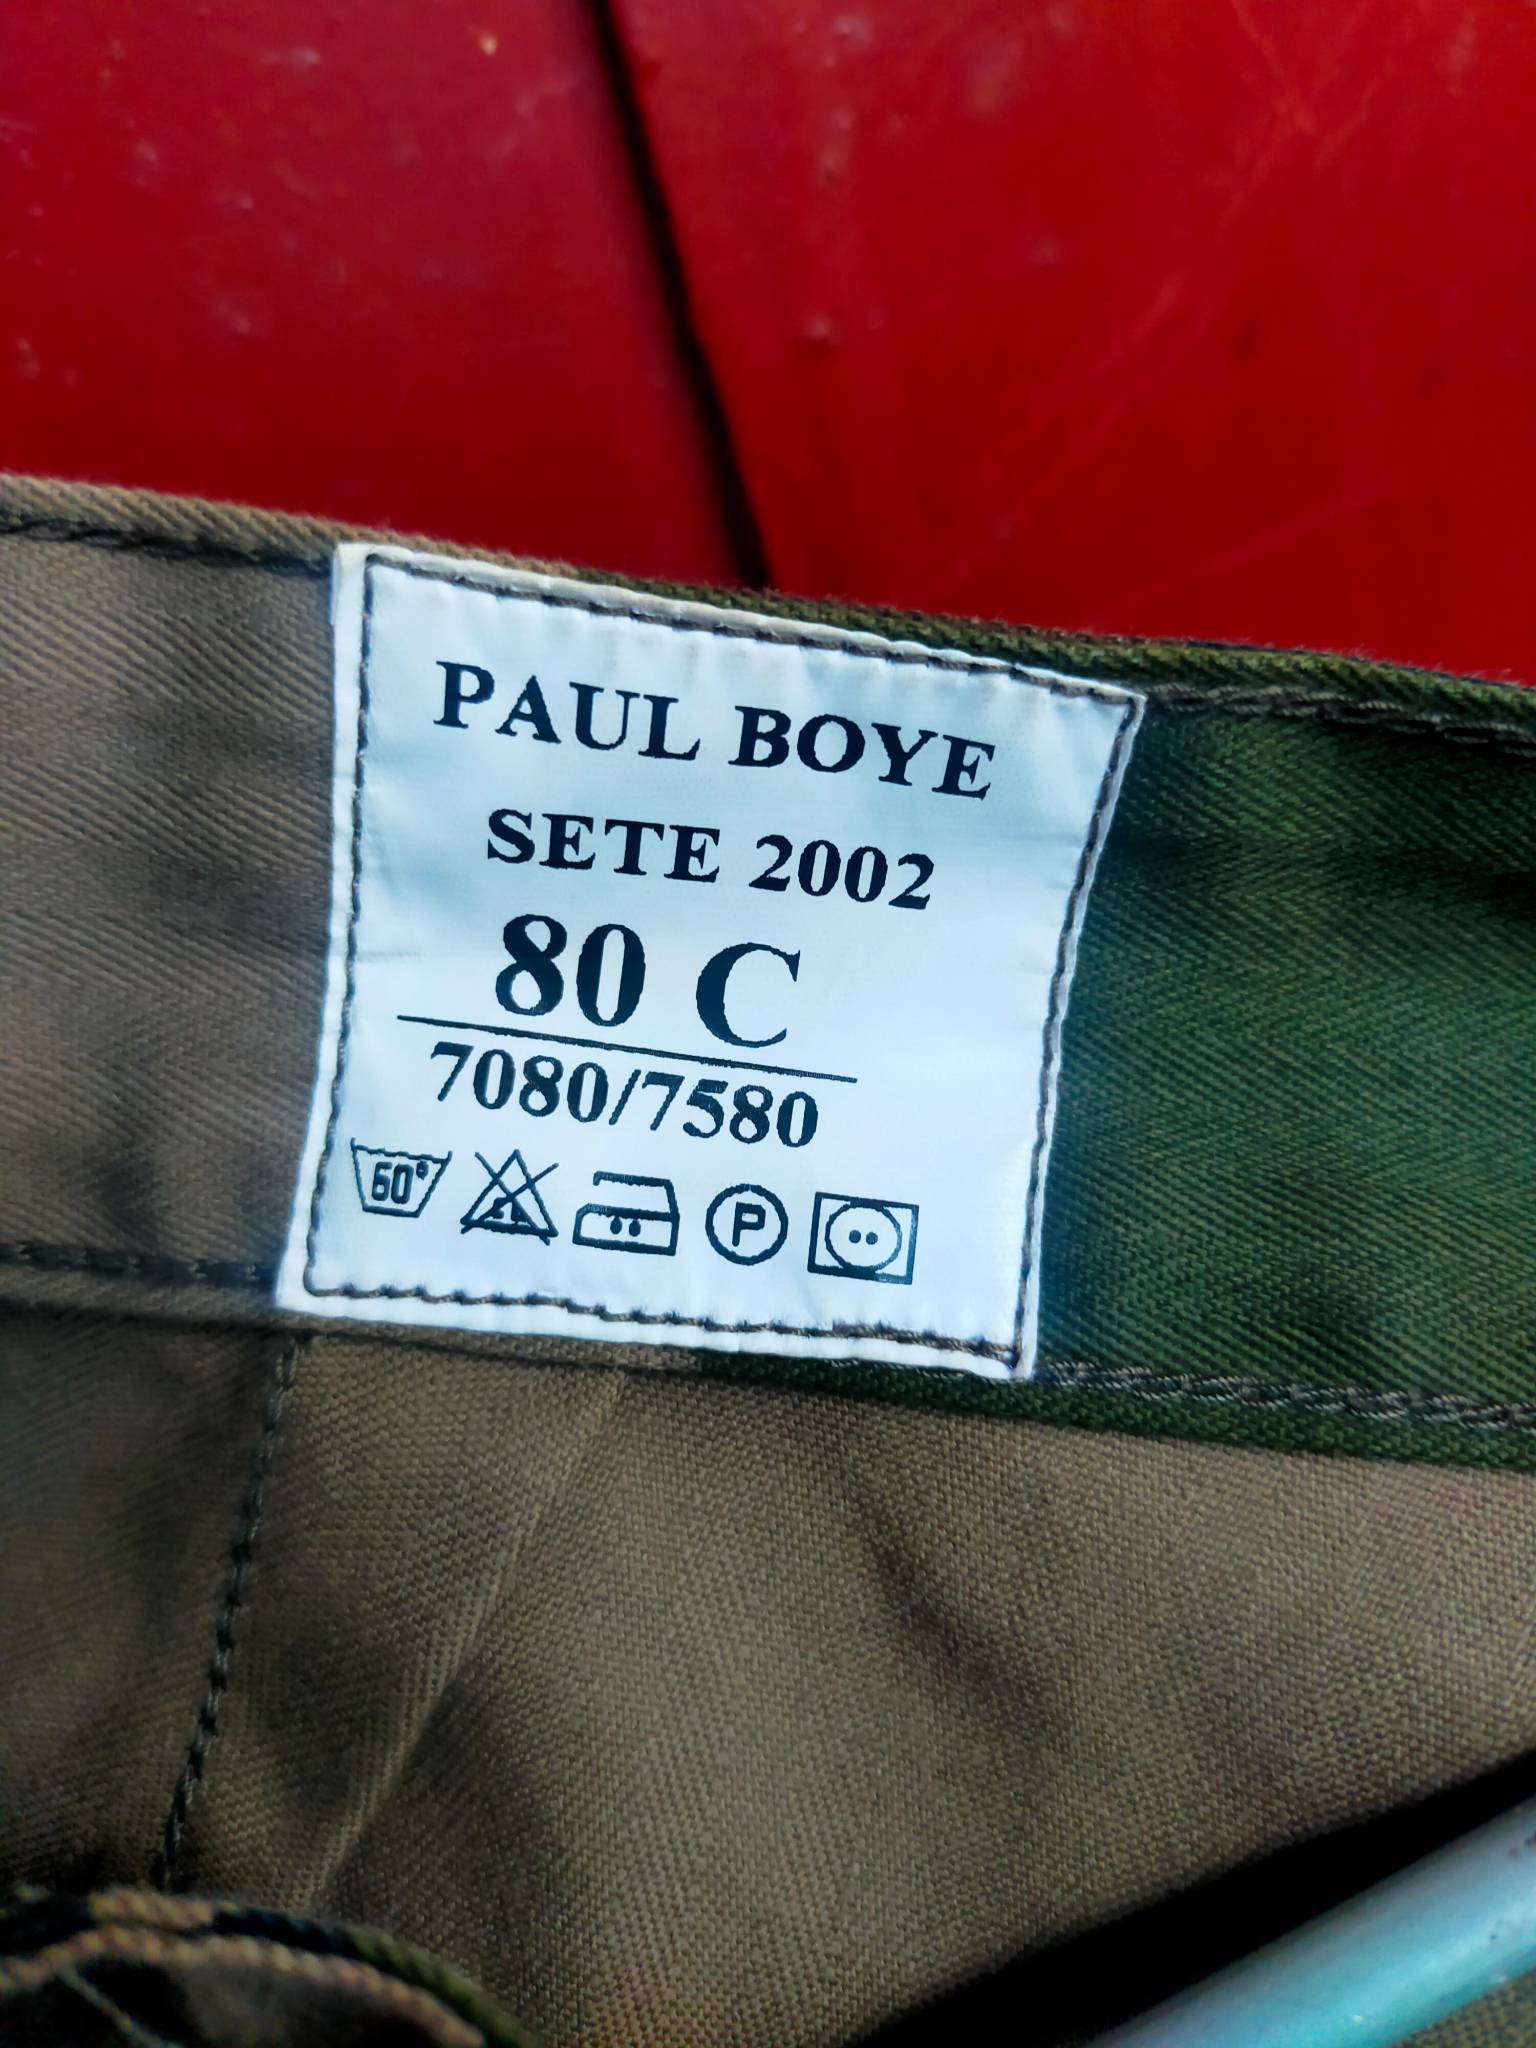 PAUL BOYE
SETE 2002
80 C
7080/7580
60°
P